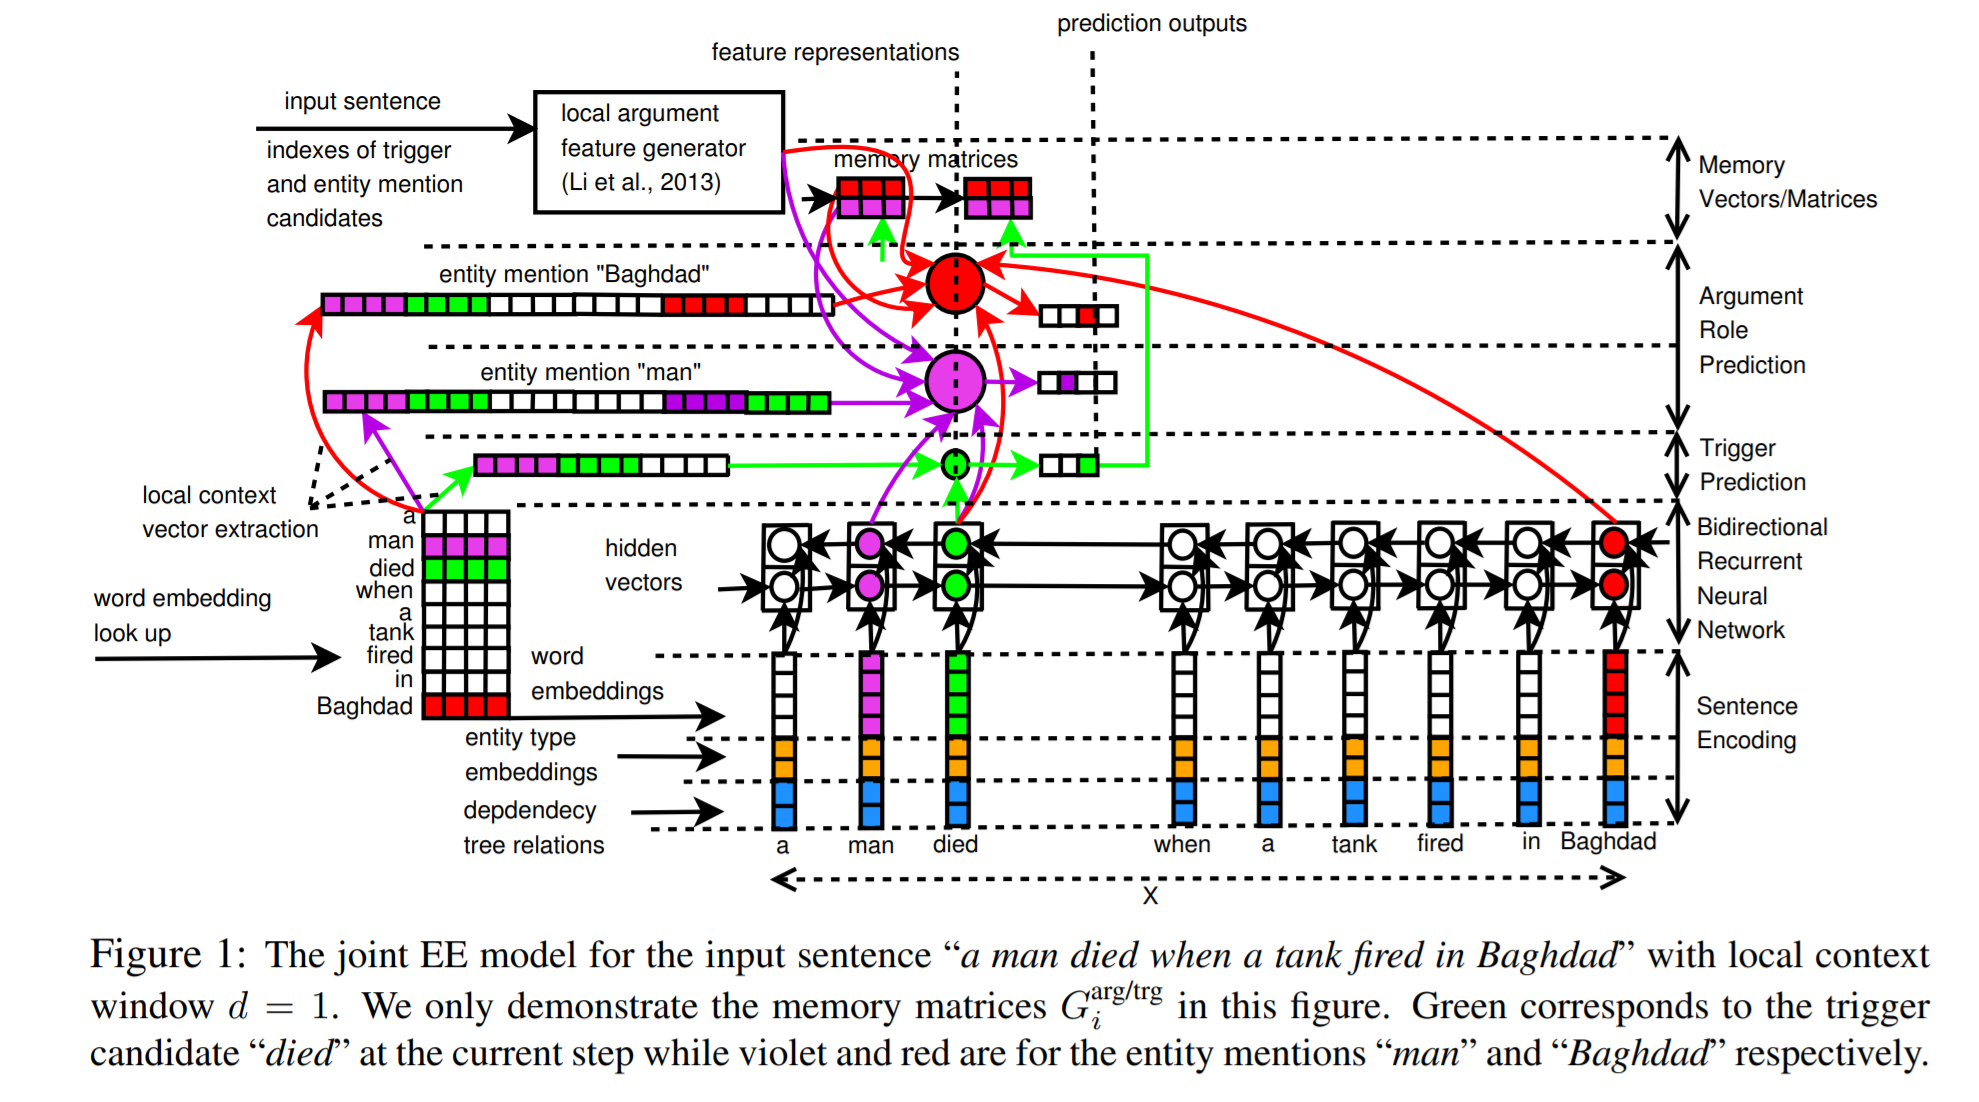 prediction outputs
feature representations
input sentence
indexes of trigger
and entity mention
candidates
local argument
feature generator
(Li et al., 2013)
memory matrices
Memory
Vectors/Matrices
entity mention "Baghdad"
Argument
Role
Prediction
entity mention "man"
Trigger
Prediction
local context
vector extraction
a
man
died
when
a
tank
fired
in
Baghdad
word embedding
look up
hidden
vectors
Bidirectional
Recurrent
Neural
Network
word
embeddings
entity type
embeddings
depdendecy
tree relations
Sentence
Encoding
a man died when a tank fired in Baghdad
X
Figure 1: The joint EE model for the input sentence “a man died when a tank fired in Baghdad” with local context
window d = 1. We only demonstrate the memory matrices G_i^{arg/trg} in this figure. Green corresponds to the trigger
candidate “died” at the current step while violet and red are for the entity mentions “man” and “Baghdad” respectively.